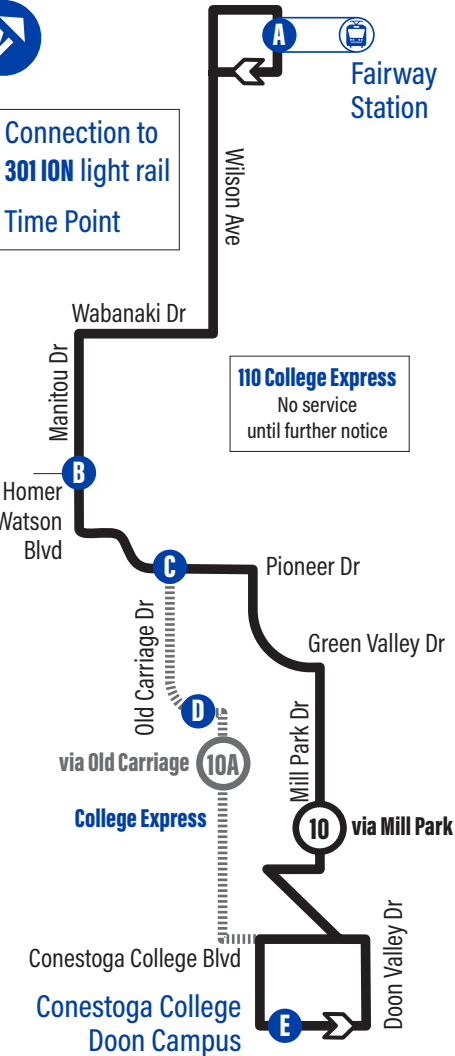 A
Fairway
Station
Connection to
301 ION light rail
Time Point
Wilson Ave
Wabanaki Dr
Manitou Dr
110 College Express
No service
until further notice
B
Homer
Watson
Blvd
C
Pioneer Dr
Old Carriage Dr
Green Valley Dr
D
Mill Park Dr
via Old Carriage
10A
College Express
10
via Mill Park
Conestoga College Blvd
Doon Valley Dr
Conestoga College
Doon Campus
E